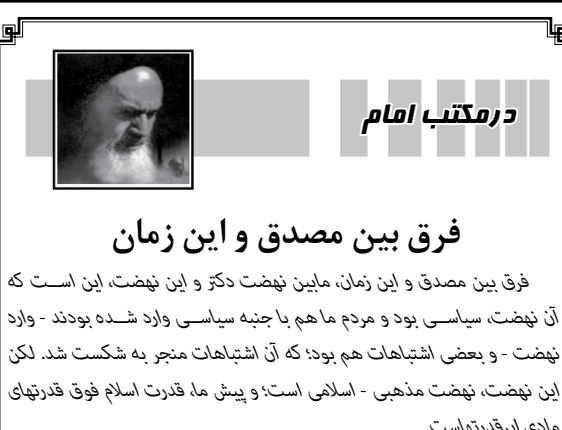 درمکتب امام
فرق بین مصدق و این زمان
فرق بین مصدق و این زمان، مابین نهضت دکتر و این نهضت، این است که
آن نهضت، سیاسی بود و مردم ما هم با جنبه سیاسی وارد شده بودند - وارد
نهضت - و بعضی اشتباهات هم بود؛ که آن اشتباهات منجر به شکست شد. لکن
این نهضت، نهضت مذهبی - اسلامی است؛ و پیش ما، قدرت اسلام فوق قدرتهای
مادی ابرقدرتهاست